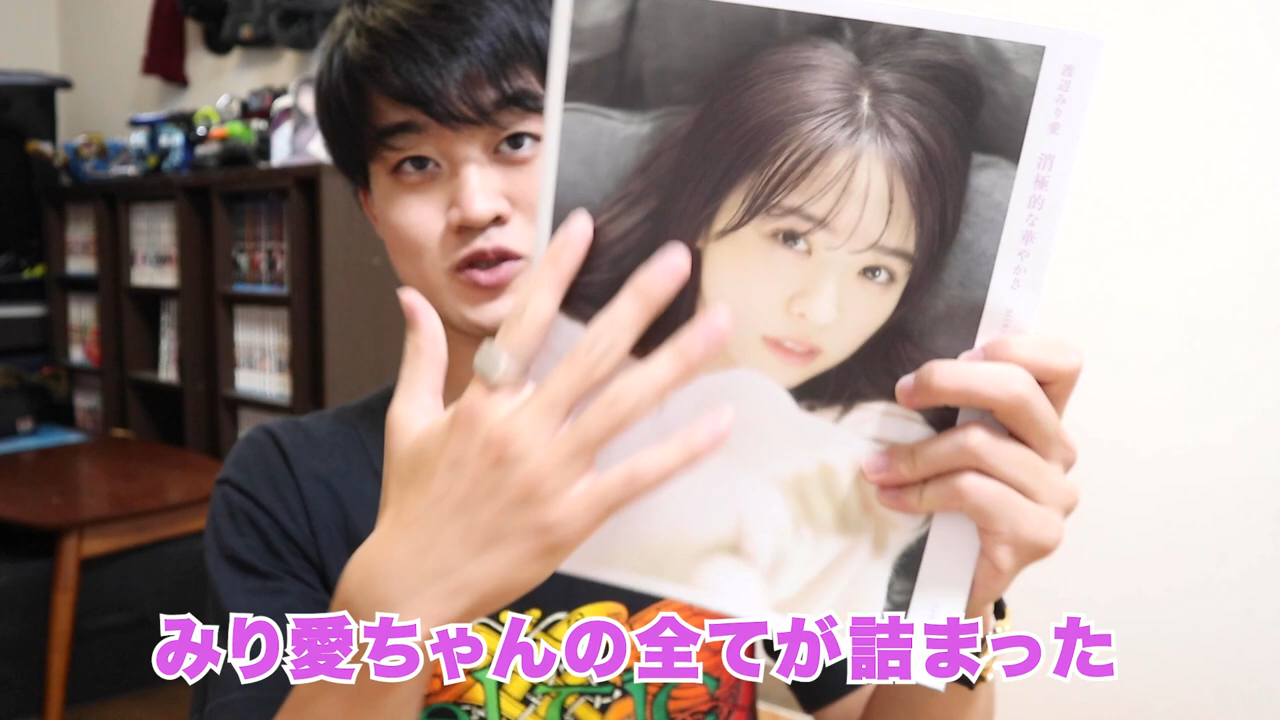 渡辺みり愛 消極的な華やかさ
みり愛ちゃんの全てが詰まった